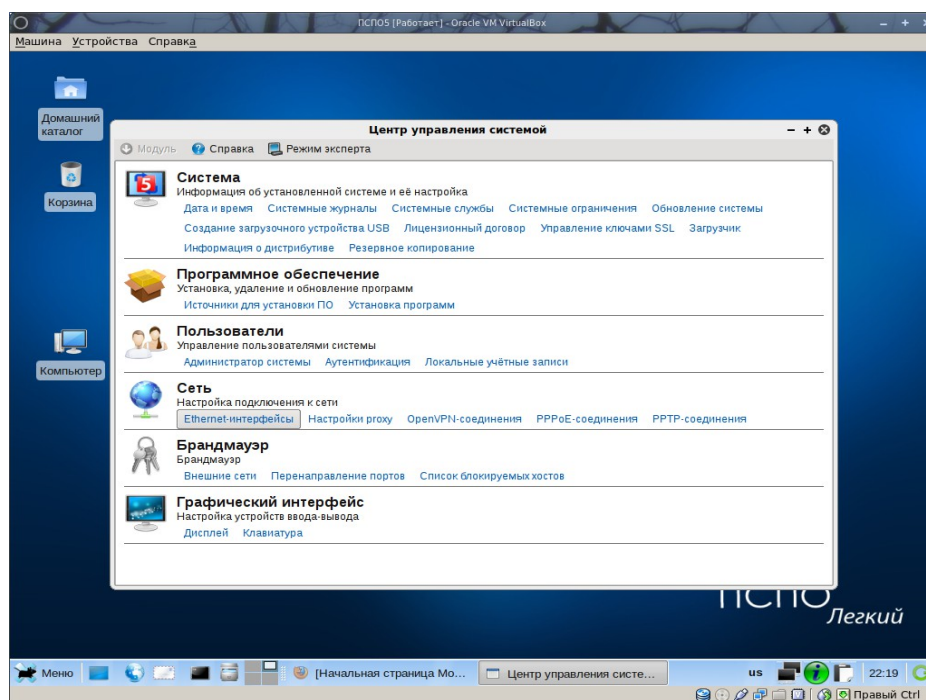 ПСПО5 [Работает] - Oracle VM VirtualBox
Машина Устройства Справка
Домашний
каталог
Корзина
Компьютер
Центр управления системой
Модуль Справка Режим эксперта
Система
Информация об установленной системе и её настройка
Дата и время Системные журналы Системные службы Системные ограничения Обновление системы
Создание загрузочного устройства USB Лицензионный договор Управление ключами SSL Загрузчик
Информация о дистрибутиве Резервное копирование
Программное обеспечение
Установка, удаление и обновление программ
Источники для установки ПО Установка программ
Пользователи
Управление пользователями системы
Администратор системы Аутентификация Локальные учётные записи
Сеть
Настройка подключения к сети
Ethernet-интерфейсы Настройки proxy OpenVPN-соединения PPPoE-соединения PPTP-соединения
Брандмауэр
Брандмауэр
Внешние сети Перенаправление портов Список блокируемых хостов
Графический интерфейс
Настройка устройств ввода-вывода
Дисплей Клавиатура
ПСПО
Легкий
Меню [Начальная страница Mo... Центр управления систе... us 22:19
Правый Ctrl